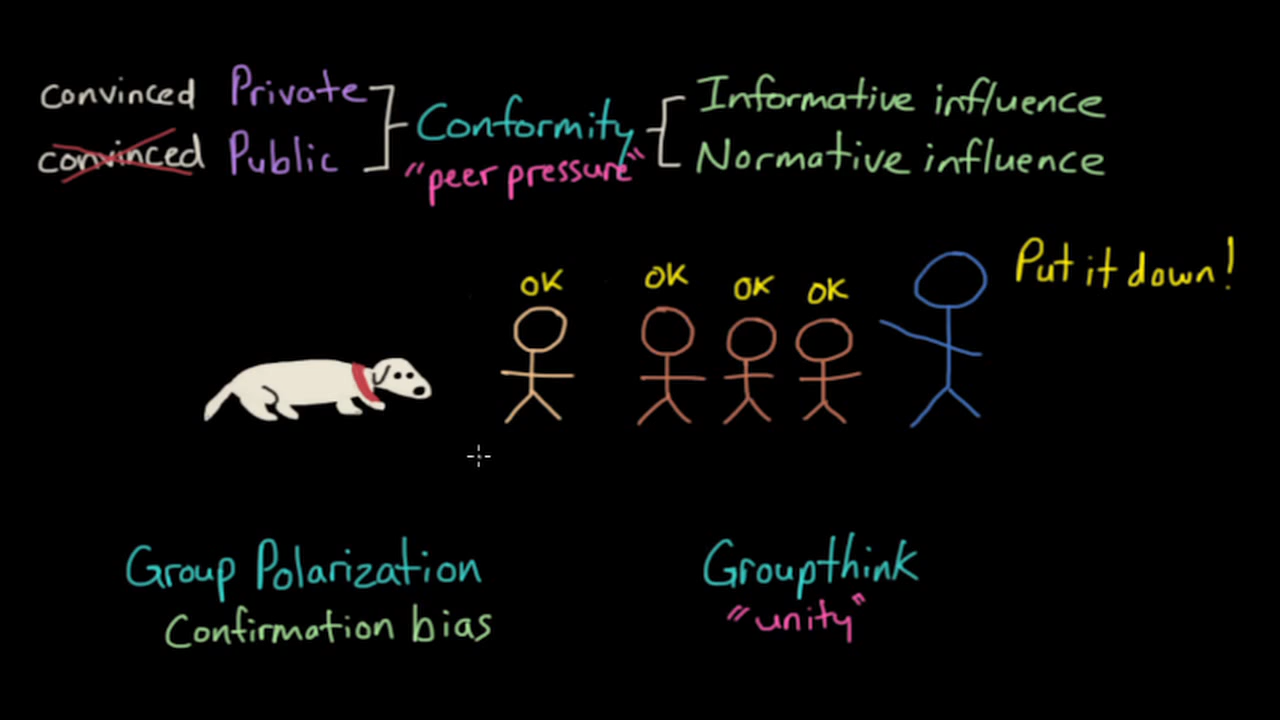 convinced Private
convinced Public
Conformity
"peer pressure"
Informative influence
Normative influence
OK OK OK OK
Put it down!
Group Polarization
Confirmation bias
Groupthink
"unity"